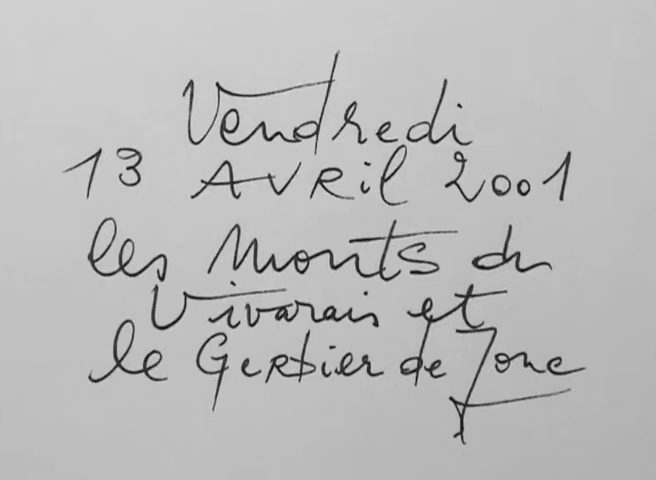 Vendredi
13 AVRil 2001
les Monts du
Vivarais et
le Gerbier de Jonc